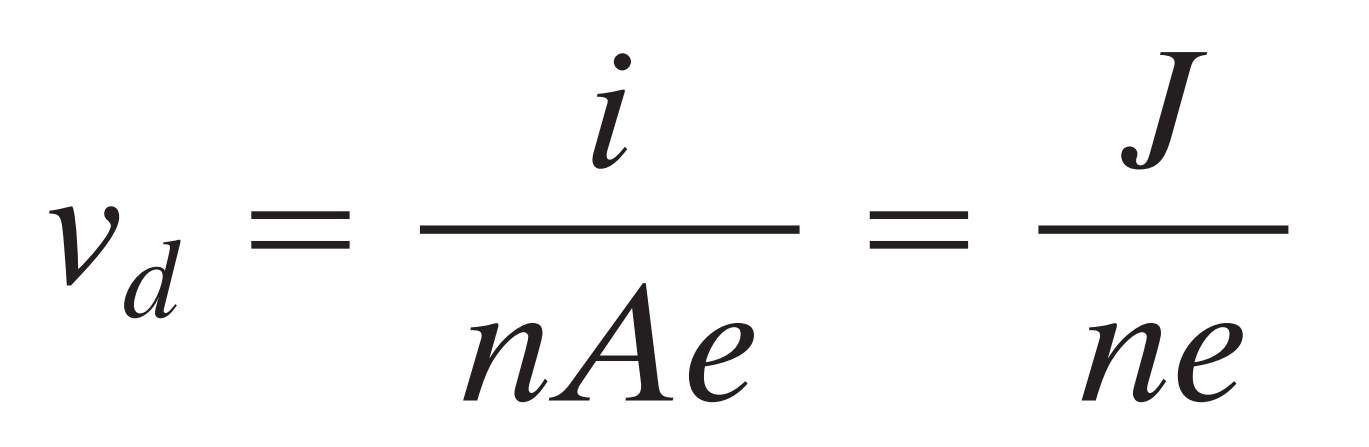 v_d = i/nAe = J/ne